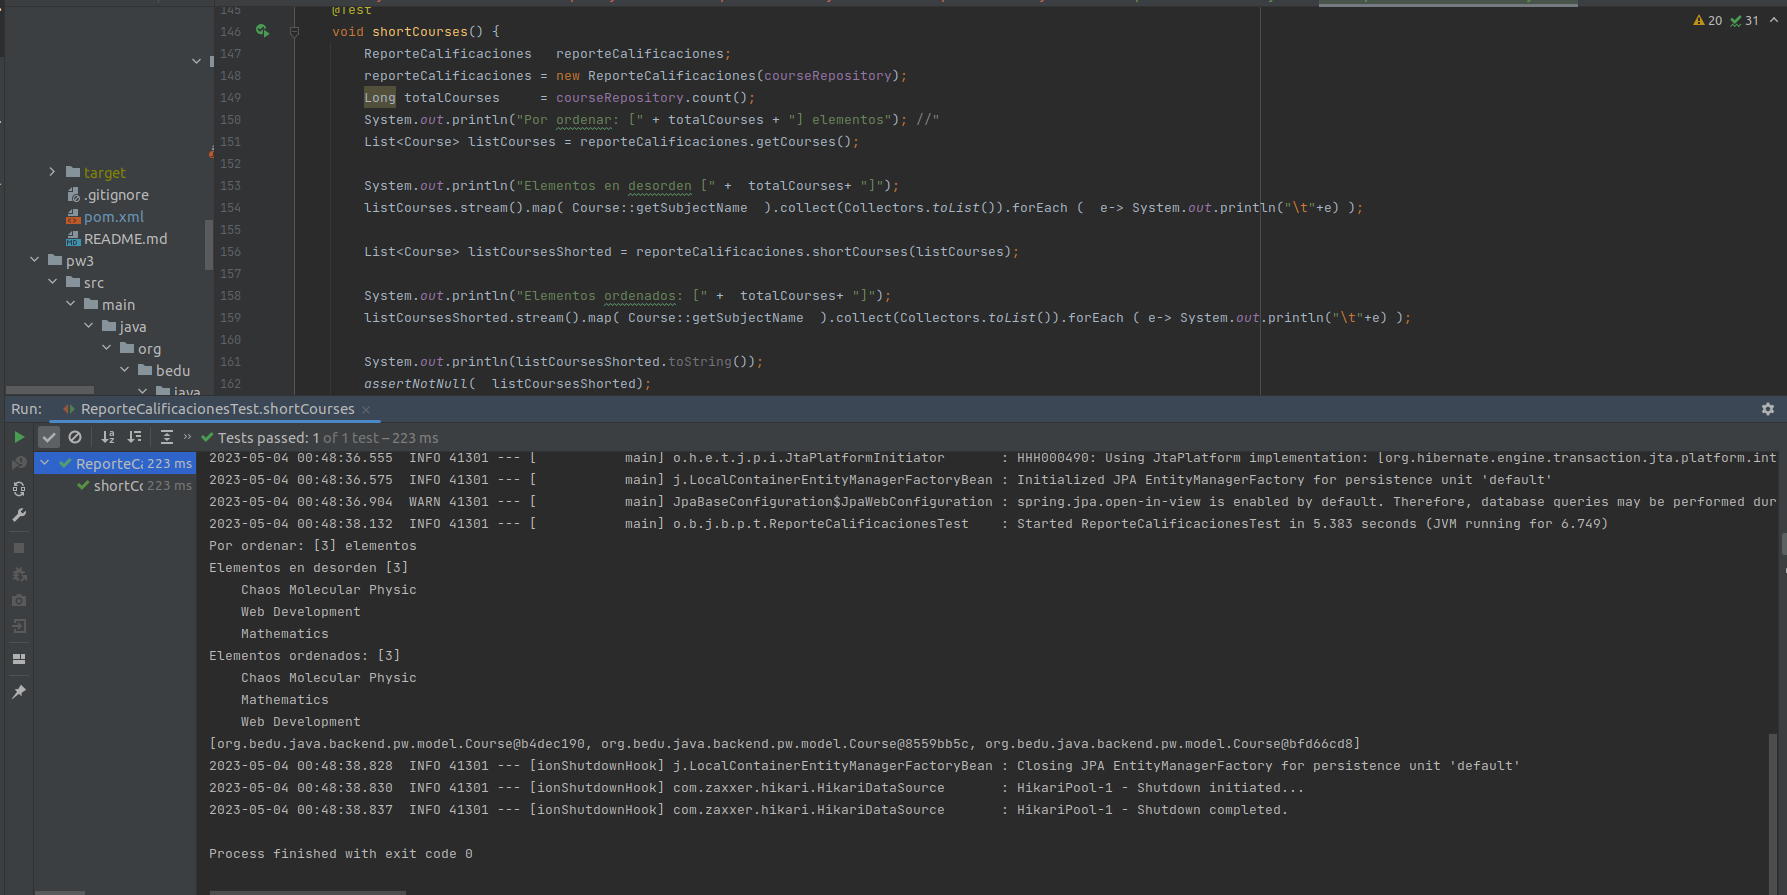 145 @Test
146 void shortCourses() {
147 ReporteCalificaciones reporteCalificaciones;
148 reporteCalificaciones = new ReporteCalificaciones(courseRepository);
149 Long totalCourses = courseRepository.count();
150 System.out.println("Por ordenar: [" + totalCourses + "] elementos"); //"
151 List<Course> listCourses = reporteCalificaciones.getCourses();
152
153 System.out.println("Elementos en desorden [" + totalCourses+ "]");
154 listCourses.stream().map( Course::getSubjectName ).collect(Collectors.toList()).forEach ( e-> System.out.println("\t"+e) );
155
156 List<Course> listCoursesShorted = reporteCalificaciones.shortCourses(listCourses);
157
158 System.out.println("Elementos ordenados: [" + totalCourses+ "]");
159 listCoursesShorted.stream().map( Course::getSubjectName ).collect(Collectors.toList()).forEach ( e-> System.out.println("\t"+e) );
160
161 System.out.println(listCoursesShorted.toString());
162 assertNotNull( listCoursesShorted);
20 31
target
.gitignore
pom.xml
README.md
pw3
src
main
java
org
bedu
java
Run: ReporteCalificacionesTest.shortCourses
Tests passed: 1 of 1 test – 223 ms
ReporteCa 223 ms
shortCo 223 ms
2023-05-04 00:48:36.555 INFO 41301 --- [ main] o.h.e.t.j.p.i.JtaPlatformInitiator : HHH000490: Using JtaPlatform implementation: [org.hibernate.engine.transaction.jta.platform.int
2023-05-04 00:48:36.575 INFO 41301 --- [ main] j.LocalContainerEntityManagerFactoryBean : Initialized JPA EntityManagerFactory for persistence unit 'default'
2023-05-04 00:48:36.904 WARN 41301 --- [ main] JpaBaseConfiguration$JpaWebConfiguration : spring.jpa.open-in-view is enabled by default. Therefore, database queries may be performed dur
2023-05-04 00:48:38.132 INFO 41301 --- [ main] o.b.j.b.p.t.ReporteCalificacionesTest : Started ReporteCalificacionesTest in 5.383 seconds (JVM running for 6.749)
Por ordenar: [3] elementos
Elementos en desorden [3]
Chaos Molecular Physic
Web Development
Mathematics
Elementos ordenados: [3]
Chaos Molecular Physic
Mathematics
Web Development
[org.bedu.java.backend.pw.model.Course@b4dec190, org.bedu.java.backend.pw.model.Course@8559bb5c, org.bedu.java.backend.pw.model.Course@bfd66cd8]
2023-05-04 00:48:38.828 INFO 41301 --- [ionShutdownHook] j.LocalContainerEntityManagerFactoryBean : Closing JPA EntityManagerFactory for persistence unit 'default'
2023-05-04 00:48:38.830 INFO 41301 --- [ionShutdownHook] com.zaxxer.hikari.HikariDataSource : HikariPool-1 - Shutdown initiated...
2023-05-04 00:48:38.837 INFO 41301 --- [ionShutdownHook] com.zaxxer.hikari.HikariDataSource : HikariPool-1 - Shutdown completed.
Process finished with exit code 0